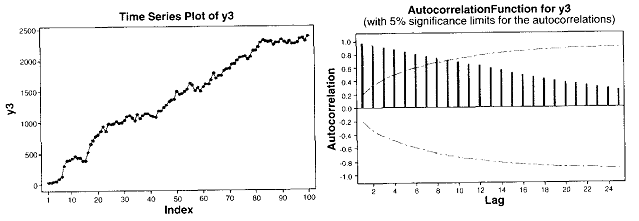 Time Series Plot of y3
2500
2000
1500
1000
500
0
y3
1 10 20 30 40 50 60 70 80 90 100
Index
AutocorrelationFunction for y3
(with 5% significance limits for the autocorrelations)
1.0
0.8
0.6
0.4
0.2
0.0
-0.2
-0.4
-0.6
-0.8
-1.0
Autocorrelation
2 4 6 8 10 12 14 16 18 20 22 24
Lag